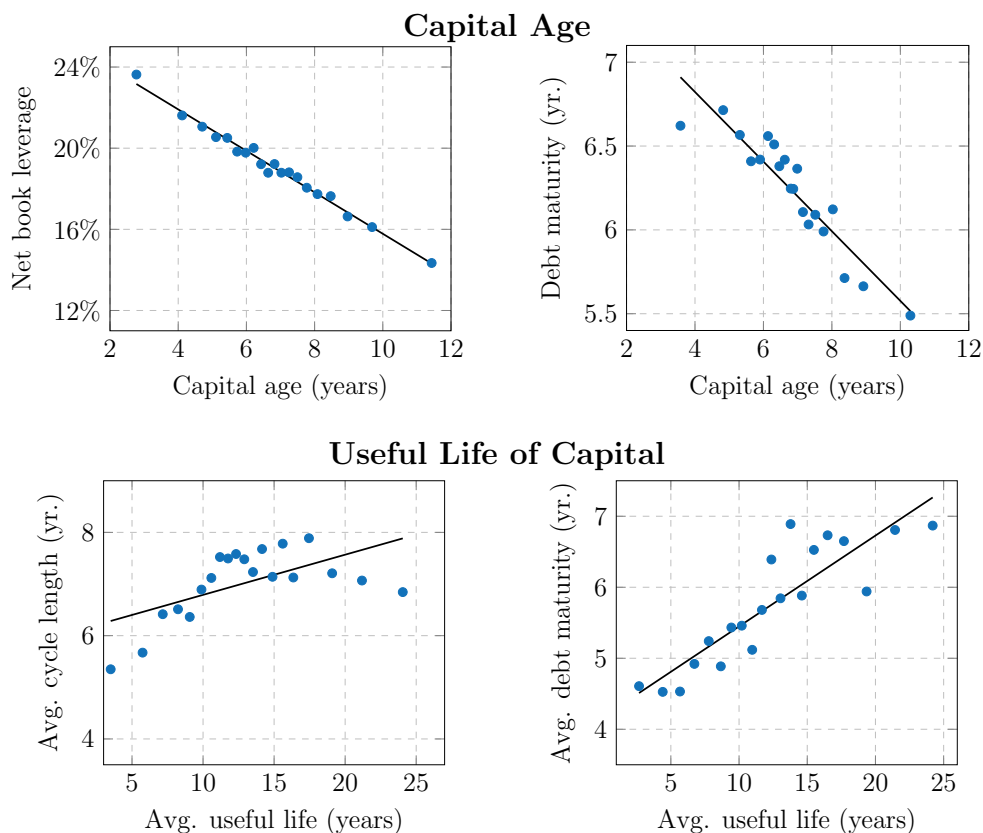 Capital Age
Net book leverage
24%
20%
16%
12%
2 4 6 8 10 12
Capital age (years)
Debt maturity (yr.)
7
6.5
6
5.5
2 4 6 8 10 12
Capital age (years)
Useful Life of Capital
Avg. cycle length (yr.)
8
6
4
5 10 15 20 25
Avg. useful life (years)
Avg. debt maturity (yr.)
7
6
5
4
5 10 15 20 25
Avg. useful life (years)